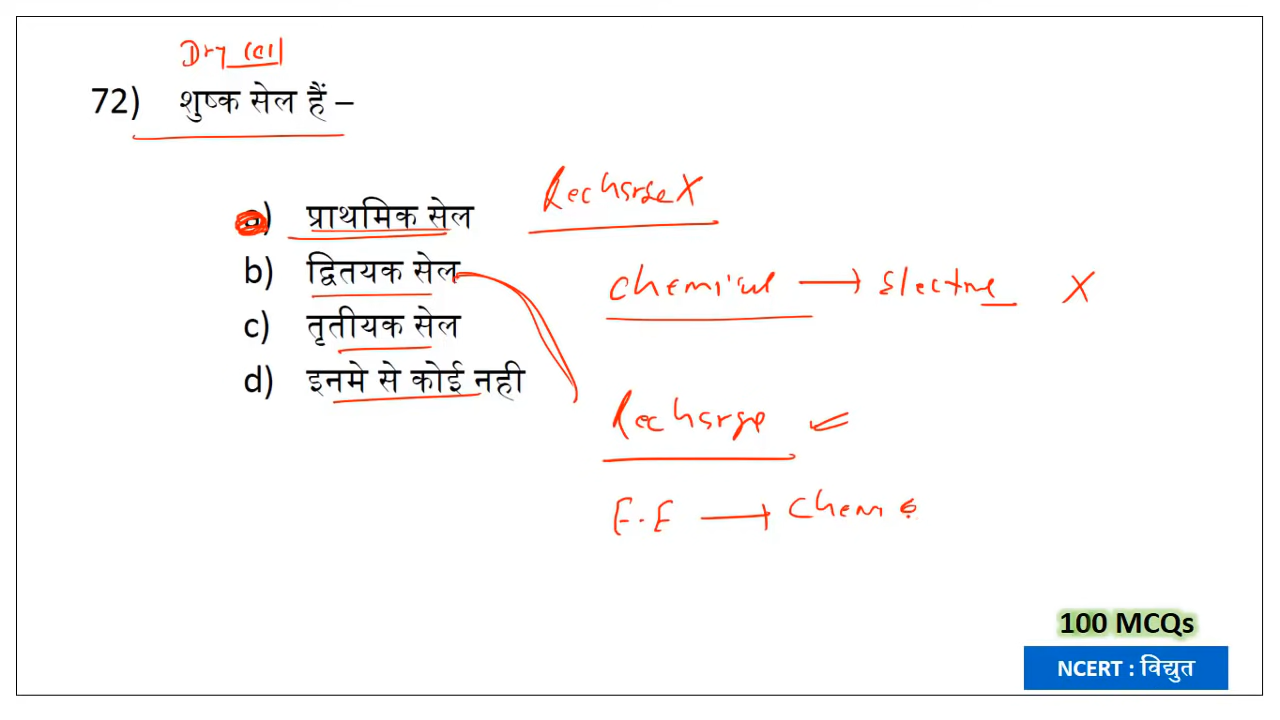 Dry Cell
72) शुष्क सेल हैं –
a) प्राथमिक सेल
Recharge X
b) द्वितयक सेल
chemical → Electric X
c) तृतीयक सेल
d) इनमे से कोई नही
Recharge ✓
E.E → Chem E
100 MCQs
NCERT : विद्युत